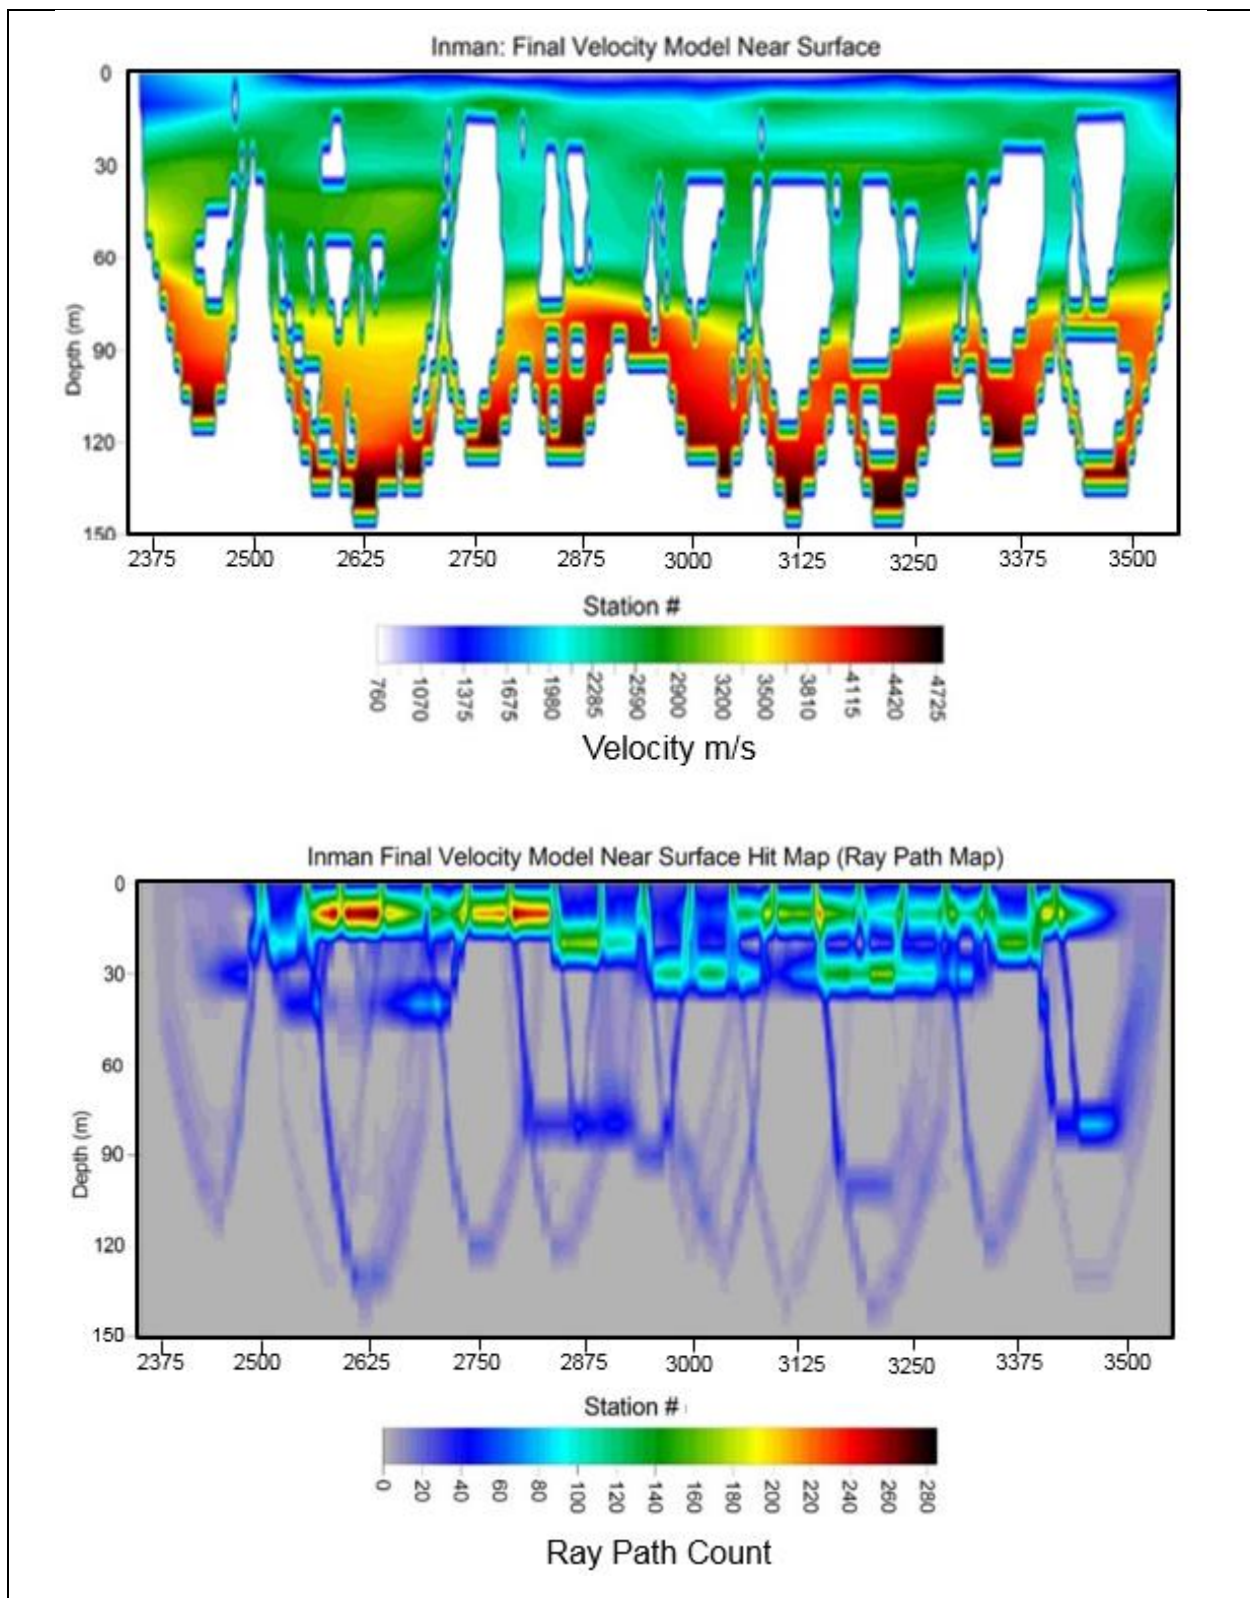 Inman: Final Velocity Model Near Surface
0
30
60
90
120
150
Depth (m)
2375 2500 2625 2750 2875 3000 3125 3250 3375 3500
Station #
760 1070 1375 1675 1980 2285 2590 2900 3200 3500 3810 4115 4420 4725
Velocity m/s
Inman Final Velocity Model Near Surface Hit Map (Ray Path Map)
0
30
60
90
120
150
Depth (m)
2375 2500 2625 2750 2875 3000 3125 3250 3375 3500
Station #
0 20 40 60 80 100 120 140 160 180 200 220 240 260 280
Ray Path Count